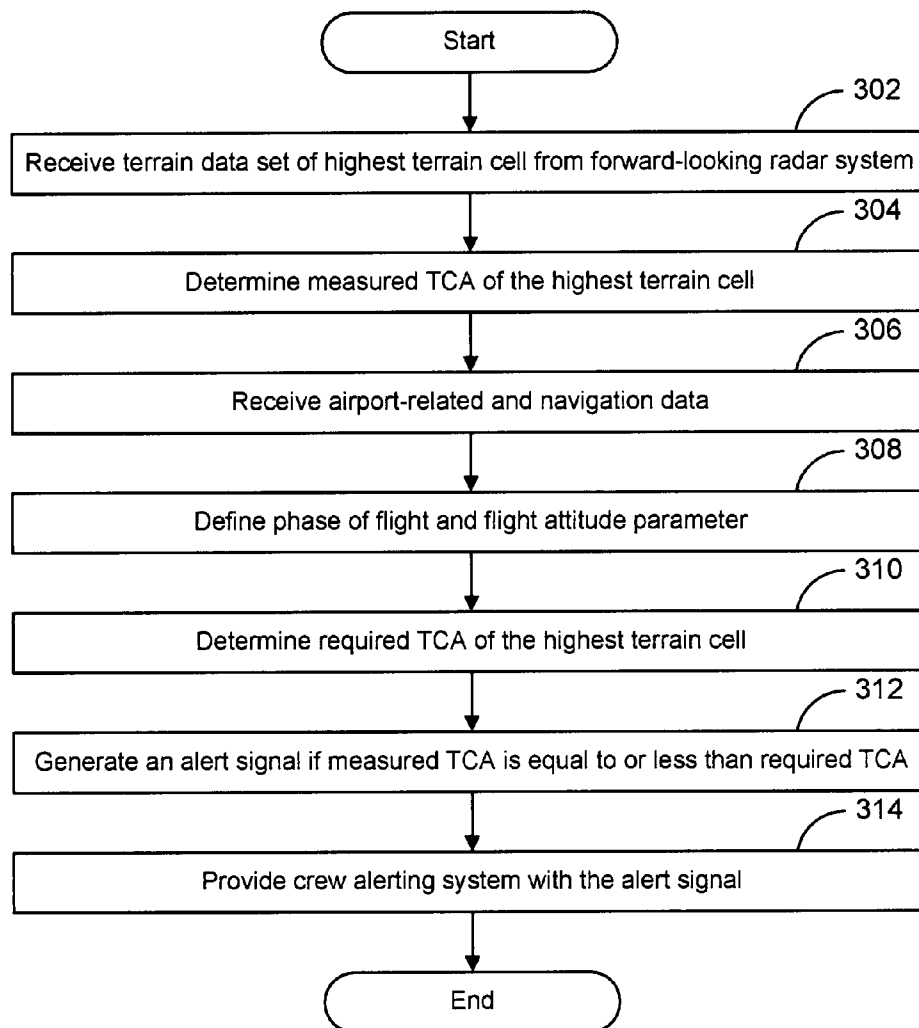 Start
302
Receive terrain data set of highest terrain cell from forward-looking radar system
304
Determine measured TCA of the highest terrain cell
306
Receive airport-related and navigation data
308
Define phase of flight and flight attitude parameter
310
Determine required TCA of the highest terrain cell
312
Generate an alert signal if measured TCA is equal to or less than required TCA
314
Provide crew alerting system with the alert signal
End